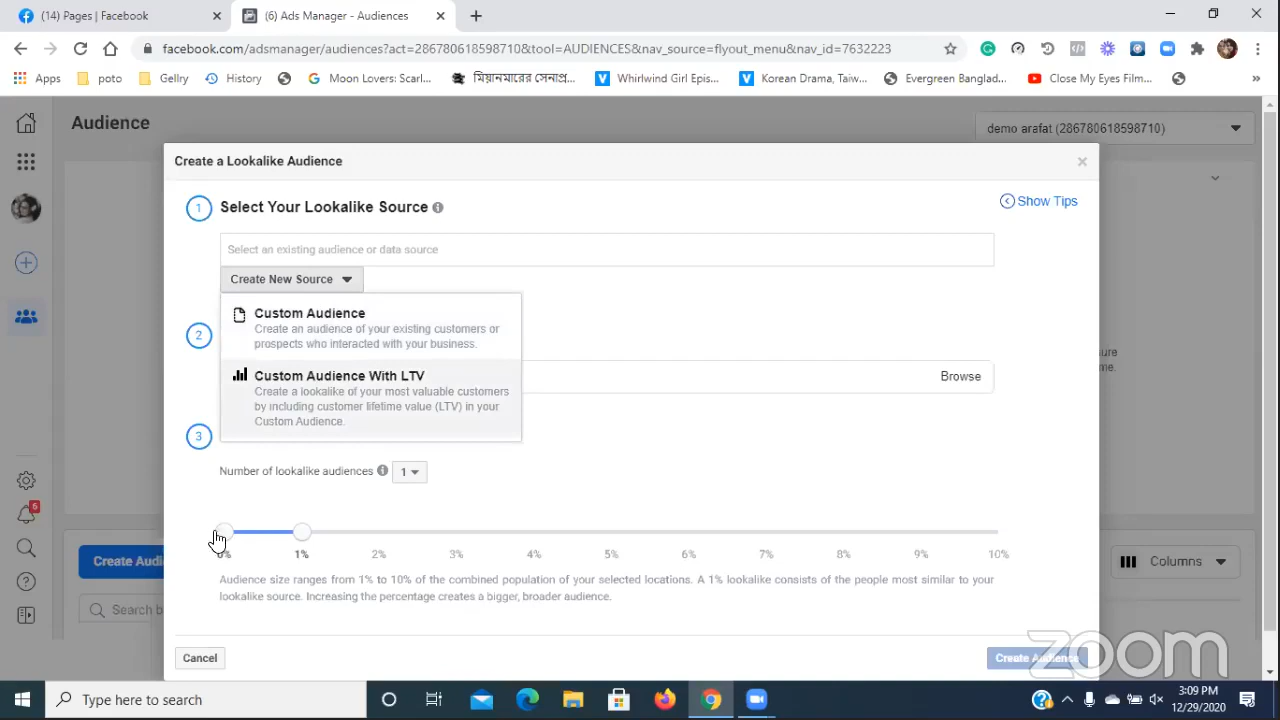 (14) Pages | Facebook
(6) Ads Manager - Audiences
facebook.com/adsmanager/audiences?act=286780618598710&tool=AUDIENCES&nav_source=flyout_menu&nav_id=7632223
Apps
poto
Gellry
History
Moon Lovers: Scarl...
মিয়ানমারের সেনাপ্র...
Whirlwind Girl Epis...
Korean Drama, Taiw...
Evergreen Banglad...
Close My Eyes Film...
»
Audience
demo arafat (286780618598710)
Create a Lookalike Audience
1 Select Your Lookalike Source
Show Tips
Select an existing audience or data source
Create New Source
Custom Audience
Create an audience of your existing customers or
prospects who interacted with your business.
2
Custom Audience With LTV
Browse
Create a lookalike of your most valuable customers
by including customer lifetime value (LTV) in your
Custom Audience.
3
Number of lookalike audiences 1
0% 1% 2% 3% 4% 5% 6% 7% 8% 9% 10%
Audience size ranges from 1% to 10% of the combined population of your selected locations. A 1% lookalike consists of the people most similar to your
lookalike source. Increasing the percentage creates a bigger, broader audience.
Cancel
Create Audience
Create Audi
Search b
Columns
6
zoom
Type here to search
3:09 PM
12/29/2020